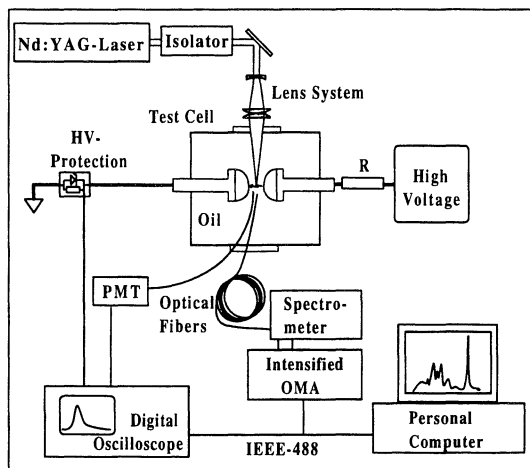 Nd:YAG-Laser
Isolator
Lens System
Test Cell
HV-
Protection
R
High
Voltage
Oil
PMT
Optical
Fibers
Spectro-
meter
Intensified
OMA
Digital
Oscilloscope
IEEE-488
Personal
Computer